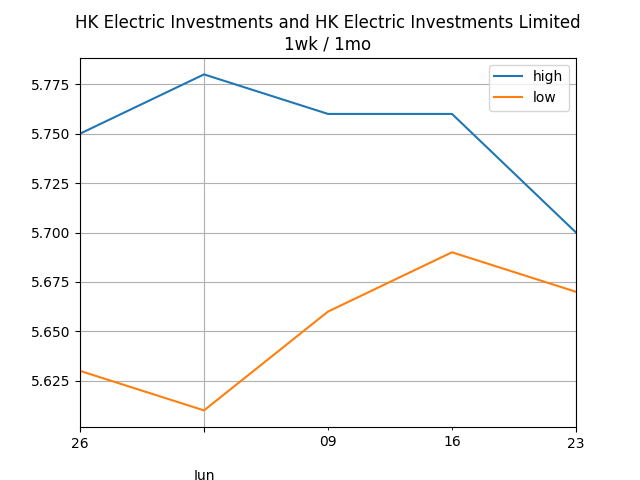 HK Electric Investments and HK Electric Investments Limited
1wk / 1mo
high
low
5.775
5.750
5.725
5.700
5.675
5.650
5.625
26
09
16
23
Jun